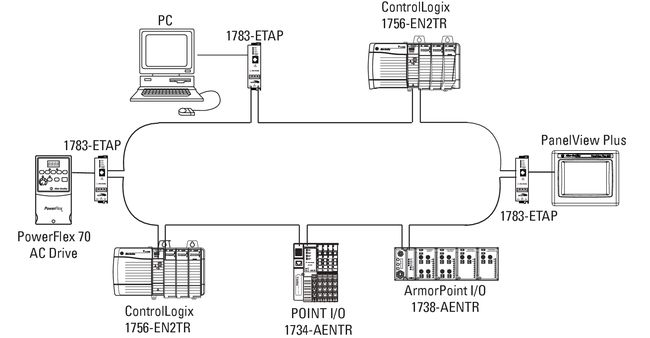 ControlLogix
1756-EN2TR
PC
1783-ETAP
1783-ETAP
PanelView Plus
PowerFlex
1783-ETAP
PowerFlex 70
AC Drive
ArmorPoint I/O
1738-AENTR
ControlLogix
1756-EN2TR
POINT I/O
1734-AENTR